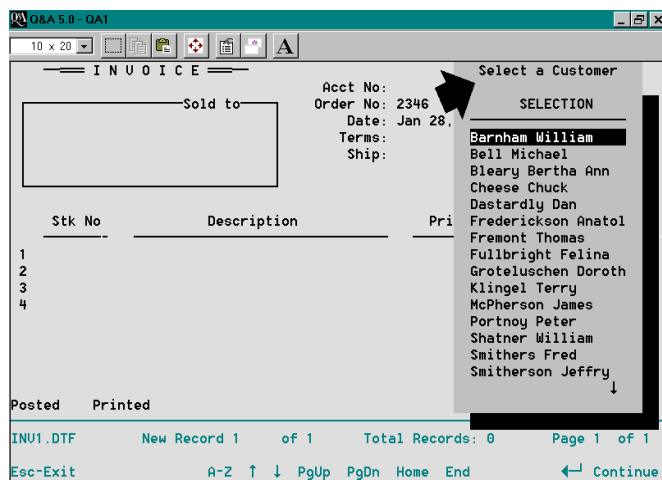 Q&A 5.0 - QA1
10 x 20
A
INVOICE
Sold to
Acct No:
Order No: 2346
Date: Jan 28,
Terms:
Ship:
Stk No Description Pri
1
2
3
4
Posted Printed
Select a Customer
SELECTION
Barnham William
Bell Michael
Bleary Bertha Ann
Cheese Chuck
Dastardly Dan
Frederickson Anatol
Fremont Thomas
Fullbright Felina
Groteluschen Doroth
Klingel Terry
McPherson James
Portnoy Peter
Shatner William
Smithers Fred
Smitherson Jeffry
↓
INV1.DTF New Record 1 of 1 Total Records: 0 Page 1 of 1
Esc-Exit A-Z ↑ ↓ PgUp PgDn Home End ↵ Continue